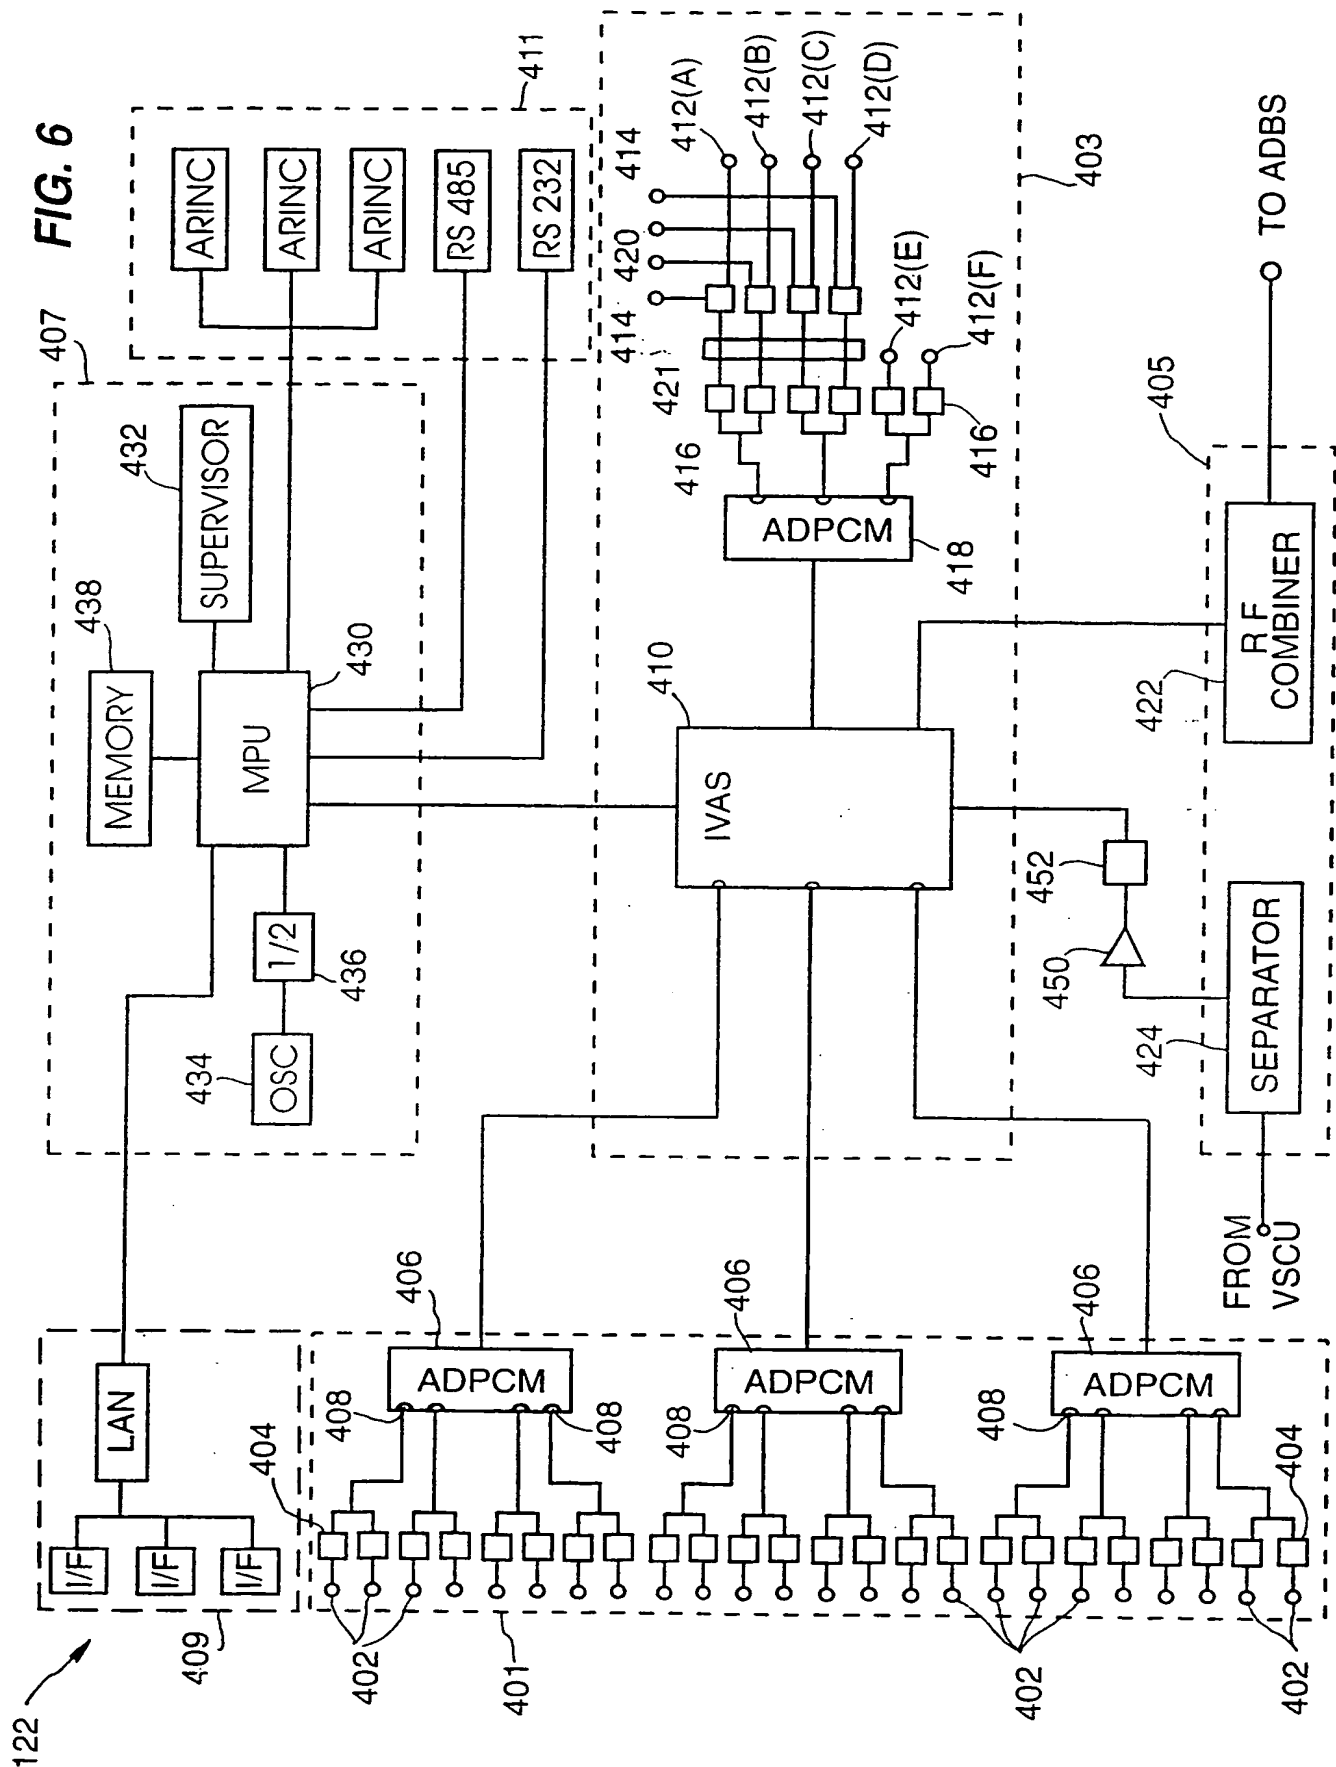 FIG. 6
122
409
I/F
I/F
I/F
LAN
407
438
MEMORY
432
SUPERVISOR
430
MPU
434
OSC
436
1/2
411
ARINC
ARINC
ARINC
RS 485
RS 232
401
402
402
402
404
404
408
408
408
408
406
ADPCM
406
ADPCM
406
ADPCM
410
IVAS
403
416
421
414
420
414
412(A)
412(B)
412(C)
412(D)
412(E)
412(F)
416
ADPCM
418
450
452
405
424
SEPARATOR
422
RF
COMBINER
FROM
VSCU
TO ADBS